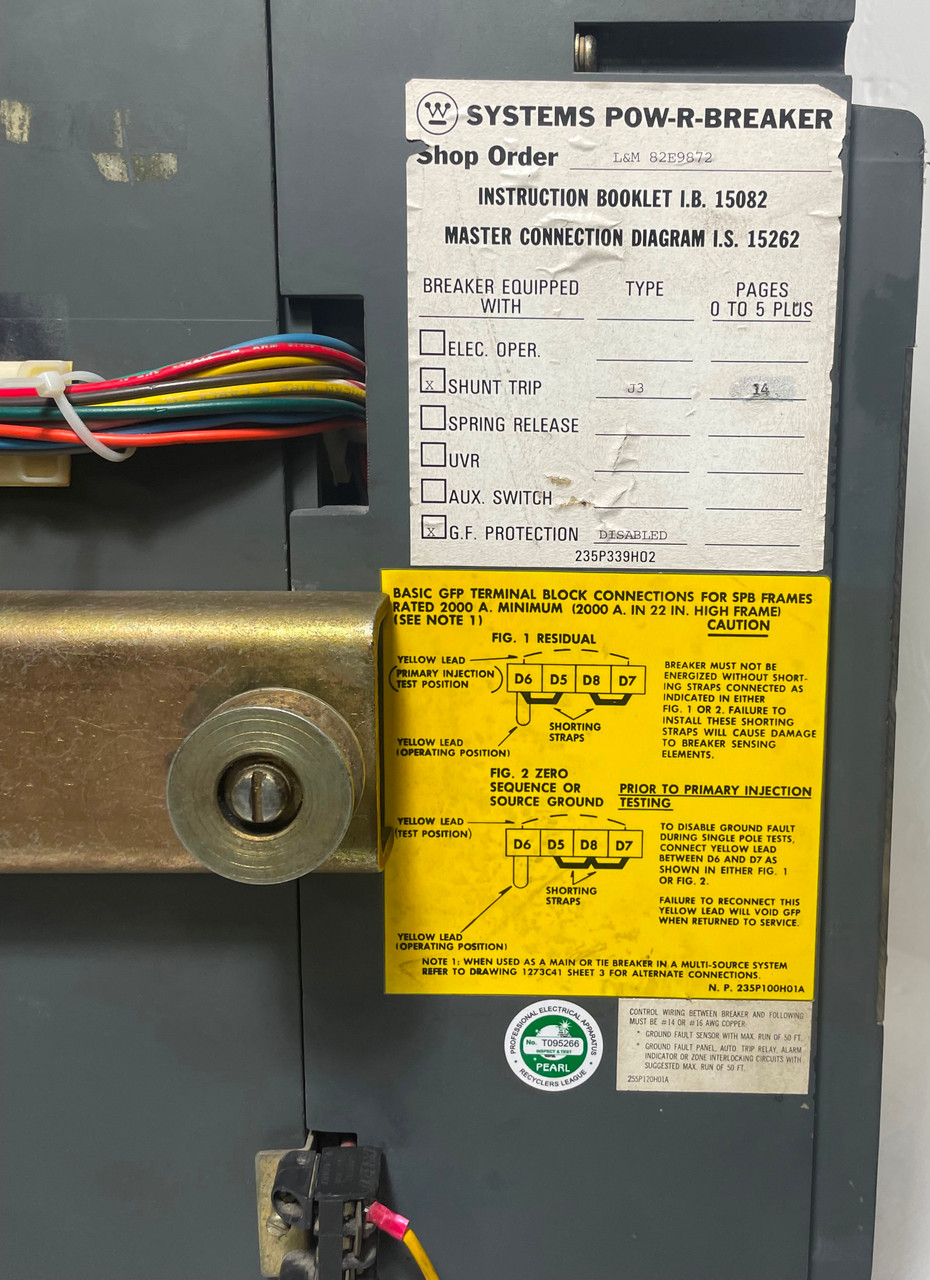 W SYSTEMS POW-R-BREAKER
Shop Order L&M 82E9872
INSTRUCTION BOOKLET I.B. 15082
MASTER CONNECTION DIAGRAM I.S. 15262
BREAKER EQUIPPED WITH TYPE PAGES 0 TO 5 PLUS
ELEC. OPER.
X SHUNT TRIP J3 14
SPRING RELEASE
UVR
AUX. SWITCH
X G.F. PROTECTION DISABLED
235P339H02
BASIC GFP TERMINAL BLOCK CONNECTIONS FOR SPB FRAMES
RATED 2000 A. MINIMUM (2000 A. IN 22 IN. HIGH FRAME)
(SEE NOTE 1)
CAUTION
FIG. 1 RESIDUAL
YELLOW LEAD
(PRIMARY INJECTION
TEST POSITION)
D6 D5 D8 D7
SHORTING
STRAPS
YELLOW LEAD
(OPERATING POSITION)
BREAKER MUST NOT BE
ENERGIZED WITHOUT SHORT-
ING STRAPS CONNECTED AS
INDICATED IN EITHER
FIG. 1 OR 2. FAILURE TO
INSTALL THESE SHORTING
STRAPS WILL CAUSE DAMAGE
TO BREAKER SENSING
ELEMENTS.
FIG. 2 ZERO
SEQUENCE OR
SOURCE GROUND
YELLOW LEAD
(TEST POSITION)
D6 D5 D8 D7
SHORTING
STRAPS
YELLOW LEAD
(OPERATING POSITION)
PRIOR TO PRIMARY INJECTION
TESTING
TO DISABLE GROUND FAULT
DURING SINGLE POLE TESTS,
CONNECT YELLOW LEAD
BETWEEN D6 AND D7 AS
SHOWN IN EITHER FIG. 1
OR FIG. 2.
FAILURE TO RECONNECT THIS
YELLOW LEAD WILL VOID GFP
WHEN RETURNED TO SERVICE.
NOTE 1: WHEN USED AS A MAIN OR TIE BREAKER IN A MULTI-SOURCE SYSTEM
REFER TO DRAWING 1273C41 SHEET 3 FOR ALTERNATE CONNECTIONS.
N. P. 235P100H01A
PROFESSIONAL ELECTRICAL APPARATUS
No. T095266
INSPECT & TEST
PEARL
RECYCLERS LEAGUE
CONTROL WIRING BETWEEN BREAKER AND FOLLOWING
MUST BE #14 OR #16 AWG COPPER:
* GROUND FAULT SENSOR WITH MAX. RUN OF 50 FT.
* GROUND FAULT PANEL, AUTO. TRIP RELAY, ALARM
INDICATOR OR ZONE INTERLOCKING CIRCUITS WITH
SUGGESTED MAX. RUN OF 50 FT.